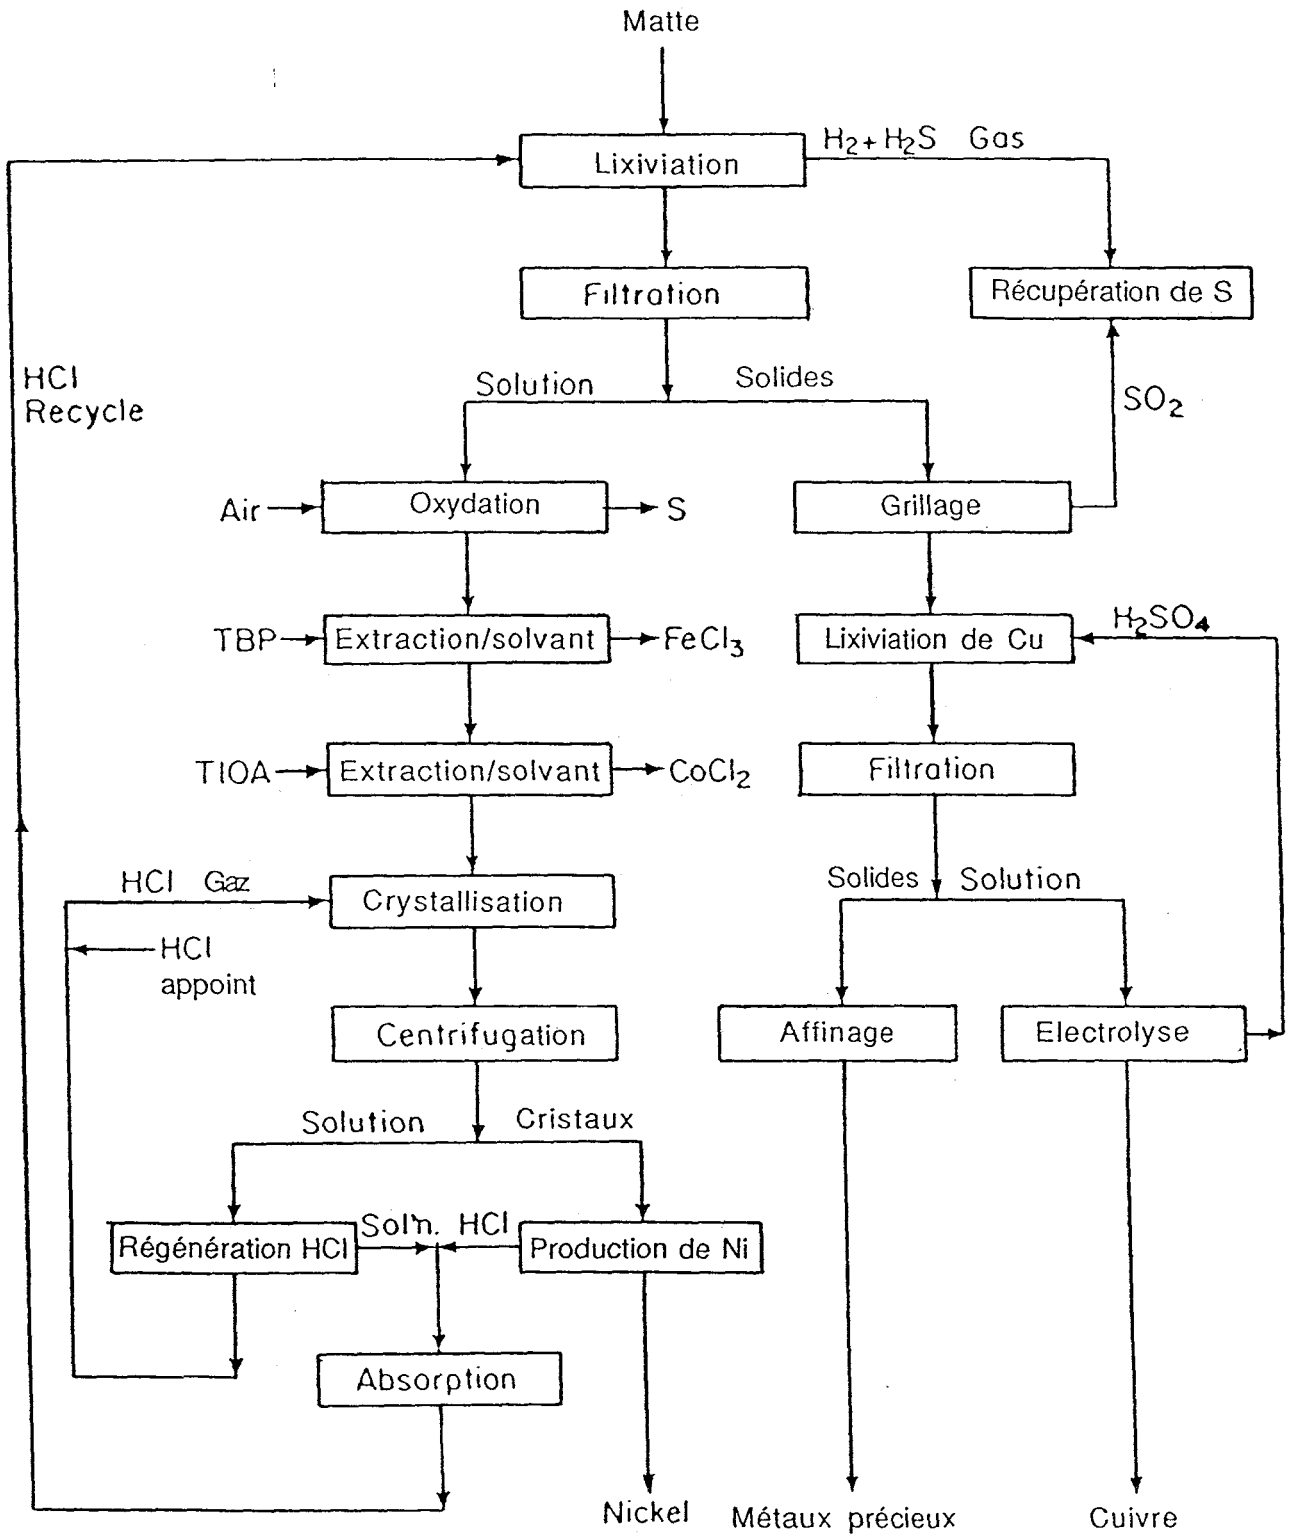 Matte
H2+H2S Gas
Lixiviation
Filtration
Récupération de S
HCl
Recycle
Solution
Solides
SO2
Air
Oxydation
S
Grillage
H2SO4
TBP
Extraction/solvant
FeCl3
Lixiviation de Cu
TIOA
Extraction/solvant
CoCl2
Filtration
HCl Gaz
Crystallisation
Solides
Solution
HCl
appoint
Centrifugation
Affinage
Electrolyse
Solution
Cristaux
Régénération HCl
Sol'n. HCl
Production de Ni
Absorption
Nickel
Métaux précieux
Cuivre